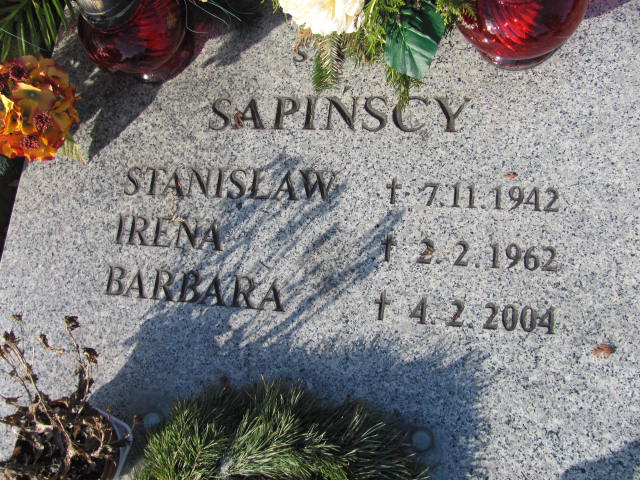 SAPIŃSCY
STANISŁAW † 7.11.1942
IRENA † 2.2.1962
BARBARA † 4.2.2004